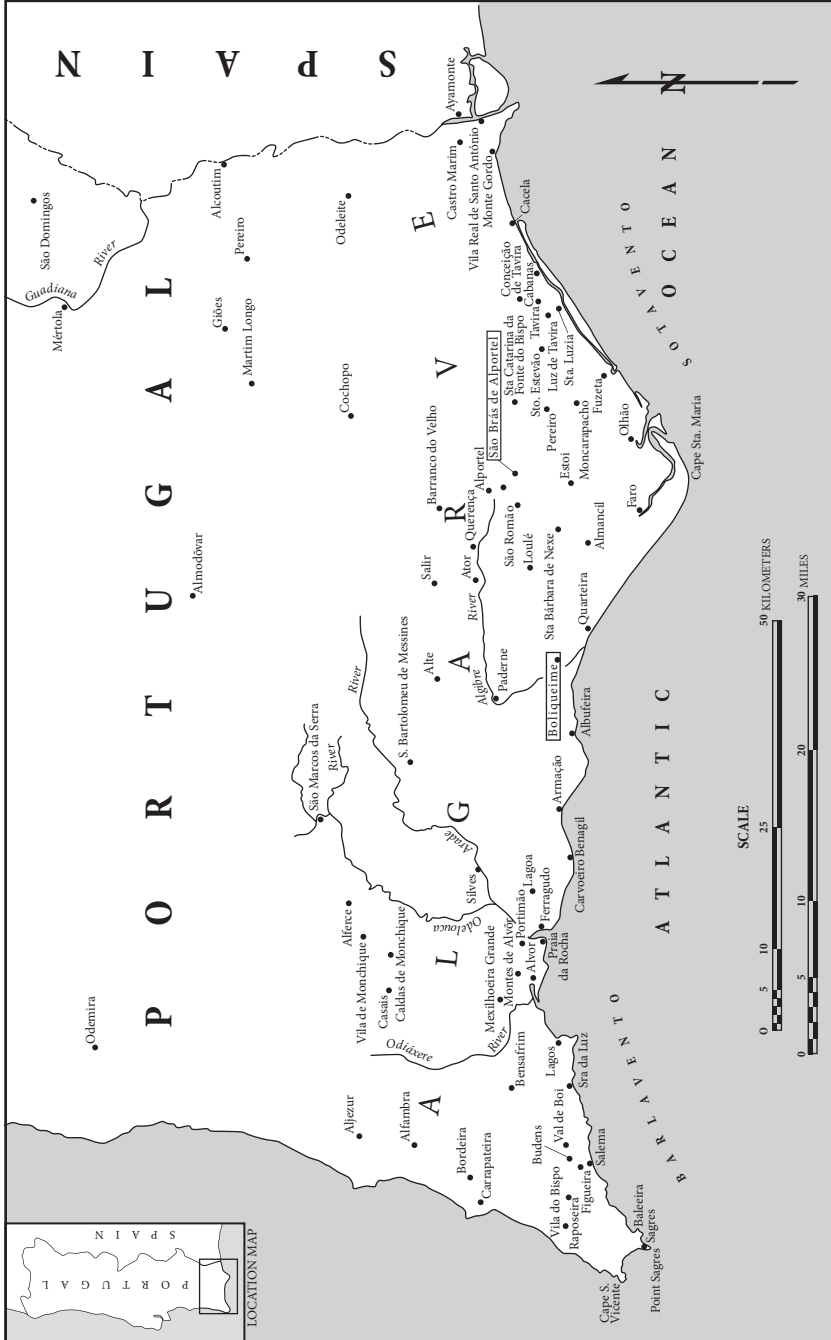 PORTUGAL
SPAIN
ALGARVE
ATLANTIC OCEAN
BARLAVENTO
SOTAVENTO
N
PORTUGAL
SPAIN
LOCATION MAP
Odemira
Almodôvar
Mértola
Guadiana
River
São Domingos
Alcoutim
Pereiro
Giões
Martim Longo
Odeleite
Cochopo
Aljezur
Alfambra
Bordeira
Carrapateira
Odiáxere
River
Bensafrim
Alferce
Vila de Monchique
Casais
Caldas de Monchique
Odelouca
São Marcos da Serra
River
River
Arade
Silves
S. Bartolomeu de Messines
Alte
Salir
Barranco do Velho
Ator
Querença
Alportel
São Brás de Alportel
River
Algibre
Paderne
São Romão
Loulé
Sta Bárbara de Nexe
Almancil
Quarteira
Boliqueime
Albufeira
Armação
Carvoeiro Benagil
Lagoa
Ferragudo
Portimão
Praia
da Rocha
Alvor
Montes de Alvôr
Mexilhoeira Grande
Lagos
Sra da Luz
Val de Boi
Budens
Salema
Figueira
Vila do Bispo
Raposeira
Baleeira
Sagres
Point Sagres
Cape S.
Vicente
Estoi
Faro
Olhão
Cape Sta. Maria
Moncarapacho
Fuzeta
Pereiro
Sto. Estevão
Luz de Tavira
Sta. Luzia
Tavira
Sta Catarina da
Fonte do Bispo
Cabanas
Conceição
de Tavira
Cacela
Monte Gordo
Vila Real de Santo António
Castro Marim
Ayamonte
SCALE
0 5 10 25 50 KILOMETERS
0 5 10 20 30 MILES